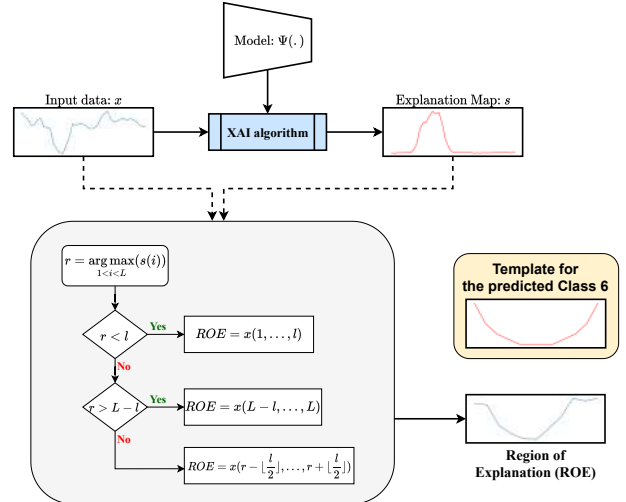 Model: Ψ(. )
Input data: x
Explanation Map: s
XAI algorithm
r = arg max(s(i))
1<i<L
r < l
Yes
ROE = x(1, . . . , l)
No
r > L − l
Yes
ROE = x(L − l, . . . , L)
No
ROE = x(r − ⌊l/2⌋, . . . , r + ⌊l/2⌋)
Template for
the predicted Class 6
Region of
Explanation (ROE)